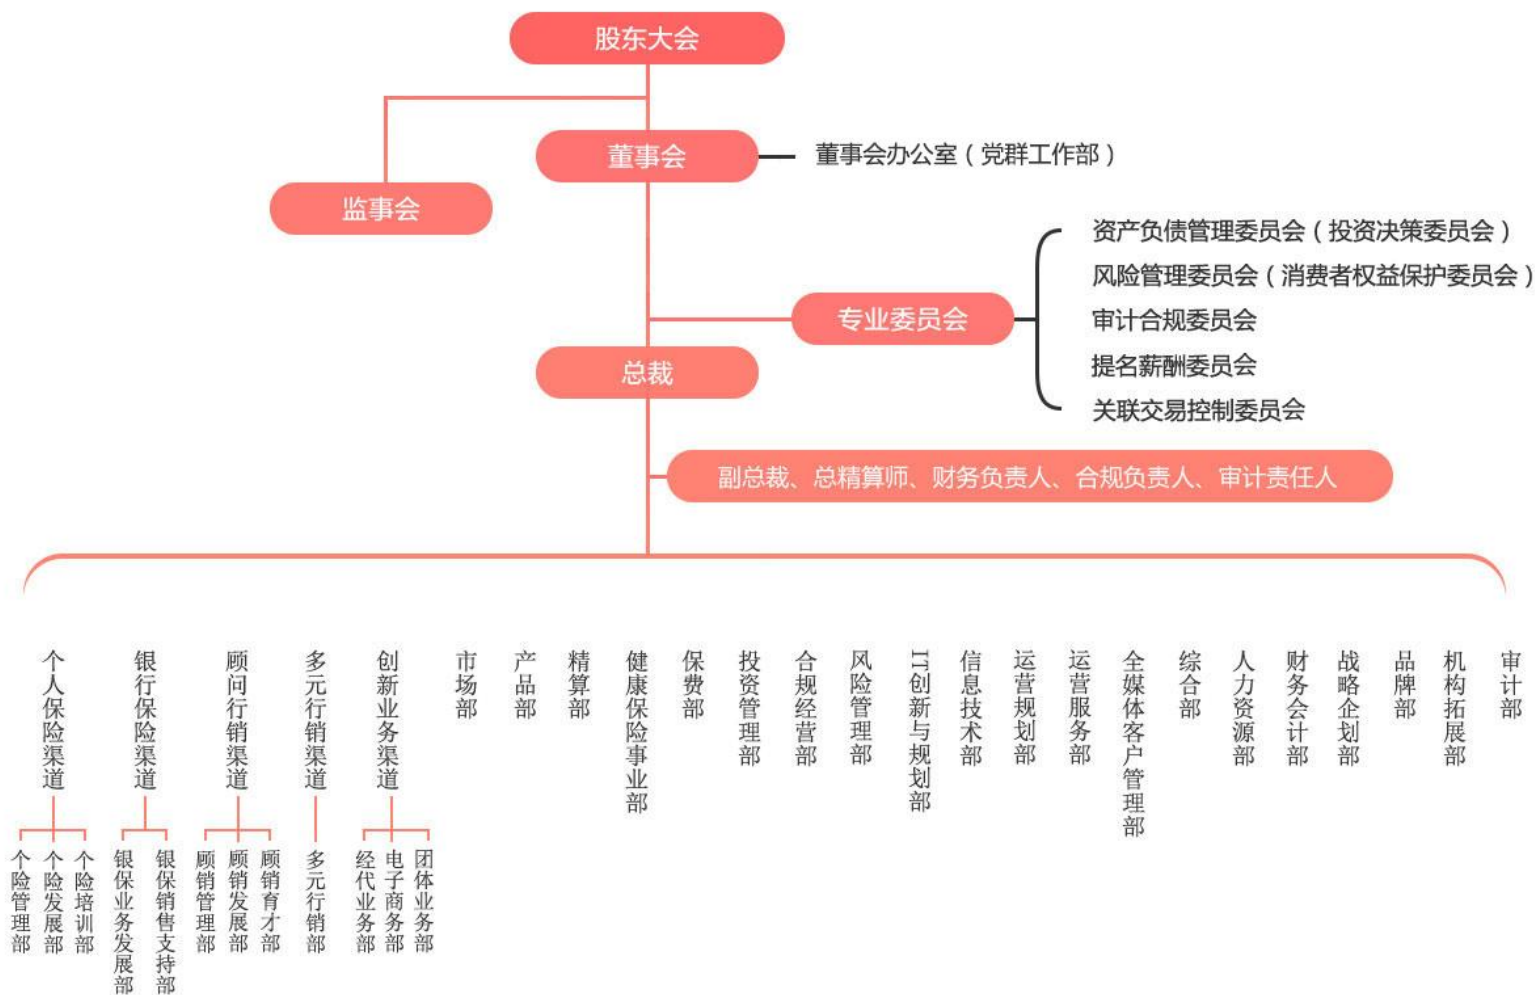 股东大会
董事会
董事会办公室（党群工作部）
监事会
资产负债管理委员会（投资决策委员会）
风险管理委员会（消费者权益保护委员会）
专业委员会
审计合规委员会
提名薪酬委员会
关联交易控制委员会
总裁
副总裁、总精算师、财务负责人、合规负责人、审计责任人
个人保险渠道
银行保险渠道
顾问行销渠道
多元行销渠道
创新业务渠道
市场部
产品部
精算部
健康保险事业部
保费部
投资管理部
合规经营部
风险管理部
IT创新与规划部
信息技术部
运营规划部
运营服务部
全媒体客户管理部
综合部
人力资源部
财务会计部
战略企划部
品牌部
机构拓展部
审计部
个险管理部
个险发展部
个险培训部
银保业务发展部
银保销售支持部
顾销管理部
顾销发展部
顾销育才部
多元行销部
经代业务部
电子商务部
团体业务部